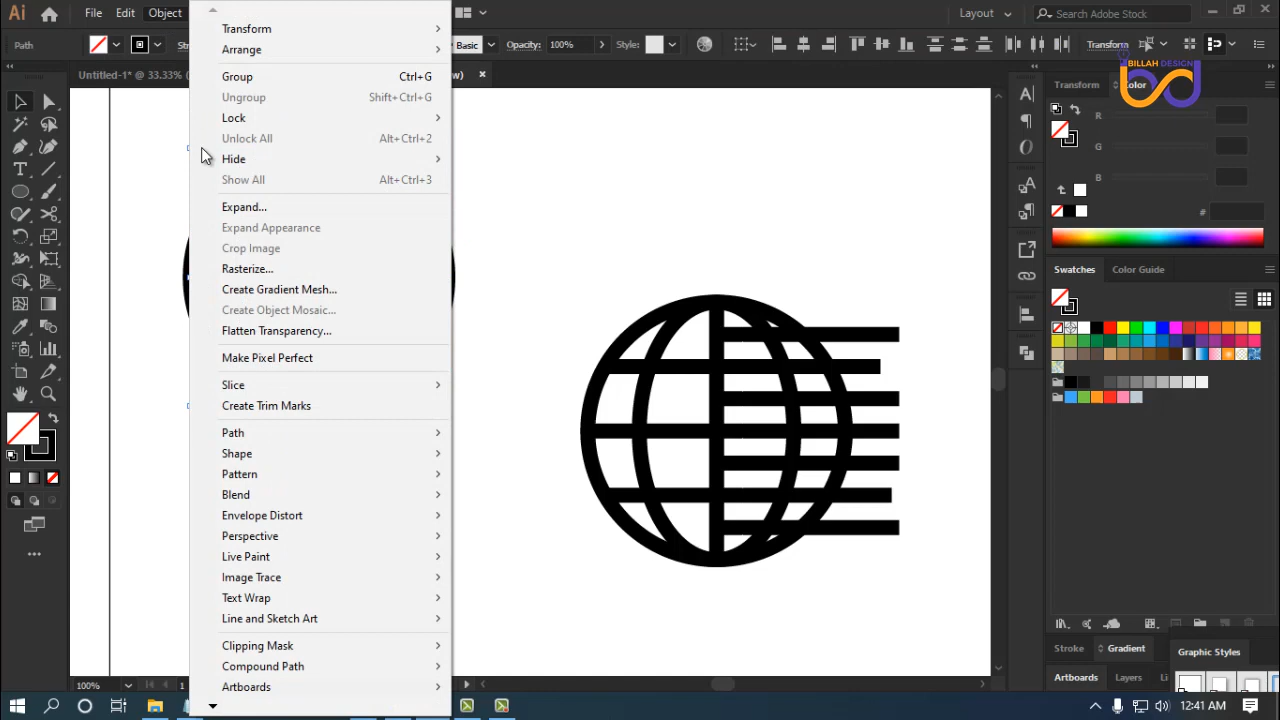 Ai File Edit Object Layout Search Adobe Stock
Path Str Basic Opacity: 100% Style: Transform
Untitled-1* @ 33.33%
BILLAH DESIGN
Transform
Arrange
Group Ctrl+G
Ungroup Shift+Ctrl+G
Lock
Unlock All Alt+Ctrl+2
Hide
Show All Alt+Ctrl+3
Expand...
Expand Appearance
Crop Image
Rasterize...
Create Gradient Mesh...
Create Object Mosaic...
Flatten Transparency...
Make Pixel Perfect
Slice
Create Trim Marks
Path
Shape
Pattern
Blend
Envelope Distort
Perspective
Live Paint
Image Trace
Text Wrap
Line and Sketch Art
Clipping Mask
Compound Path
Artboards
Transform Color
R
G
B
#
Swatches Color Guide
Stroke Gradient Graphic Styles
Artboards Layers Li
100% 1
12:41 AM